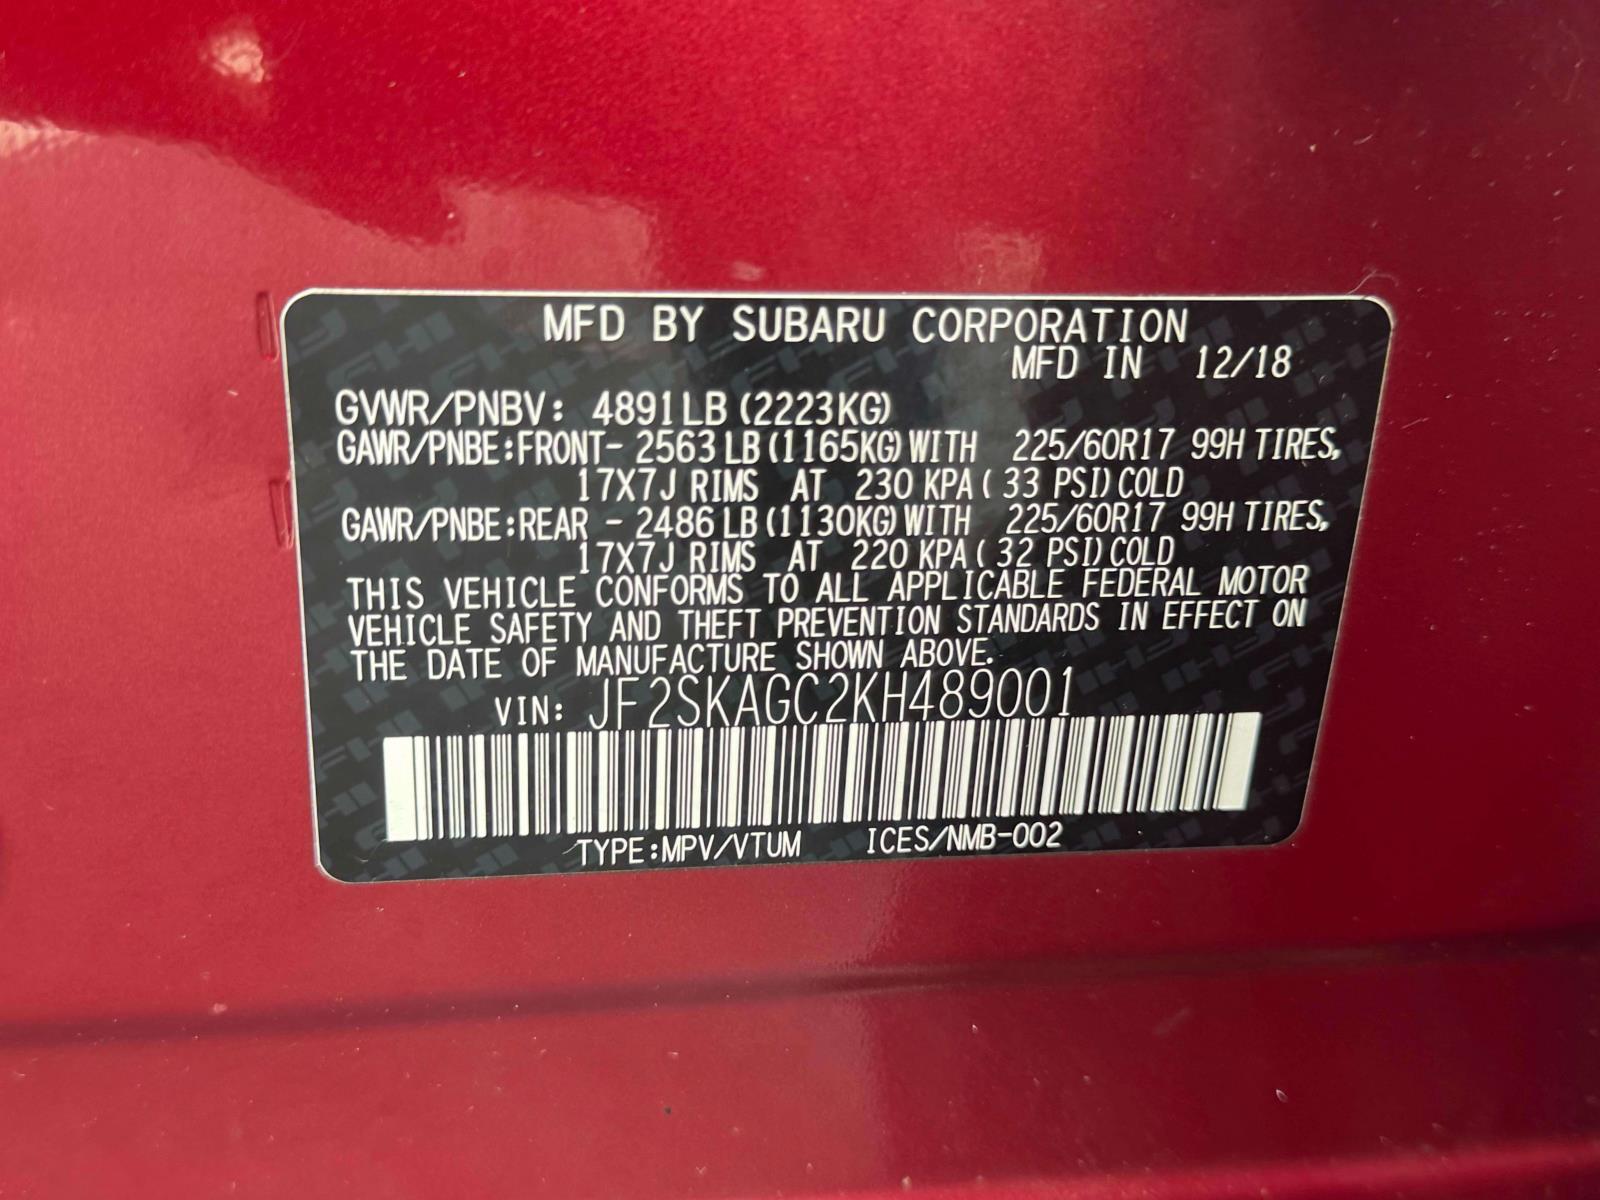 MFD BY SUBARU CORPORATION
MFD IN 12/18
GVWR/PNBV: 4891LB (2223KG)
GAWR/PNBE:FRONT- 2563 LB (1165KG) WITH 225/60R17 99H TIRES,
17X7J RIMS AT 230 KPA ( 33 PSI) COLD
GAWR/PNBE:REAR - 2486 LB (1130KG) WITH 225/60R17 99H TIRES,
17X7J RIMS AT 220 KPA ( 32 PSI) COLD
THIS VEHICLE CONFORMS TO ALL APPLICABLE FEDERAL MOTOR
VEHICLE SAFETY AND THEFT PREVENTION STANDARDS IN EFFECT ON
THE DATE OF MANUFACTURE SHOWN ABOVE.
VIN: JF2SKAGC2KH489001
TYPE:MPV/VTUM ICES/NMB-002